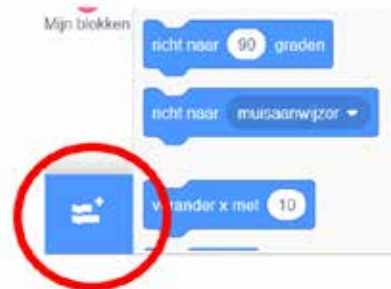 Mijn blokken
richt naar 90 graden
richt naar muisaanwijzer
verander x met 10